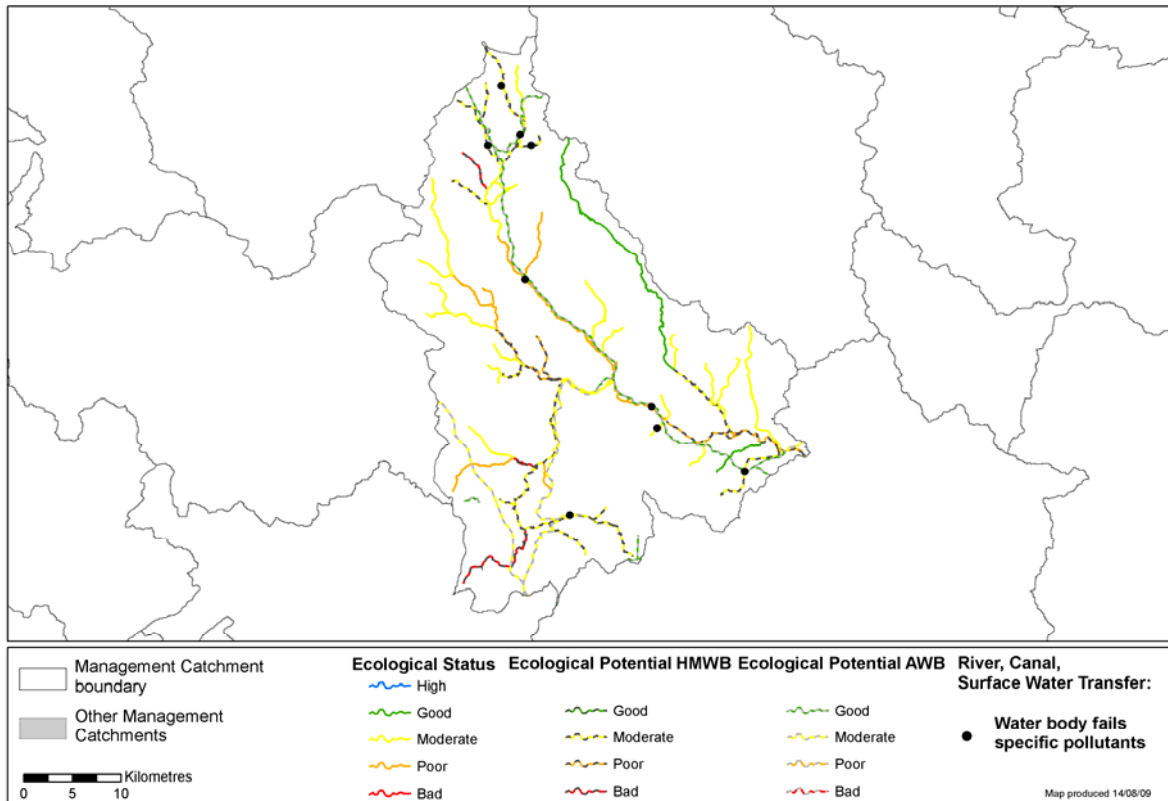 Management Catchment
boundary
Other Management
Catchments
Kilometres
0 5 10
Ecological Status
High
Good
Moderate
Poor
Bad
Ecological Potential HMWB
Good
Moderate
Poor
Bad
Ecological Potential AWB
Good
Moderate
Poor
Bad
River, Canal,
Surface Water Transfer:
Water body fails
specific pollutants
Map produced 14/08/09